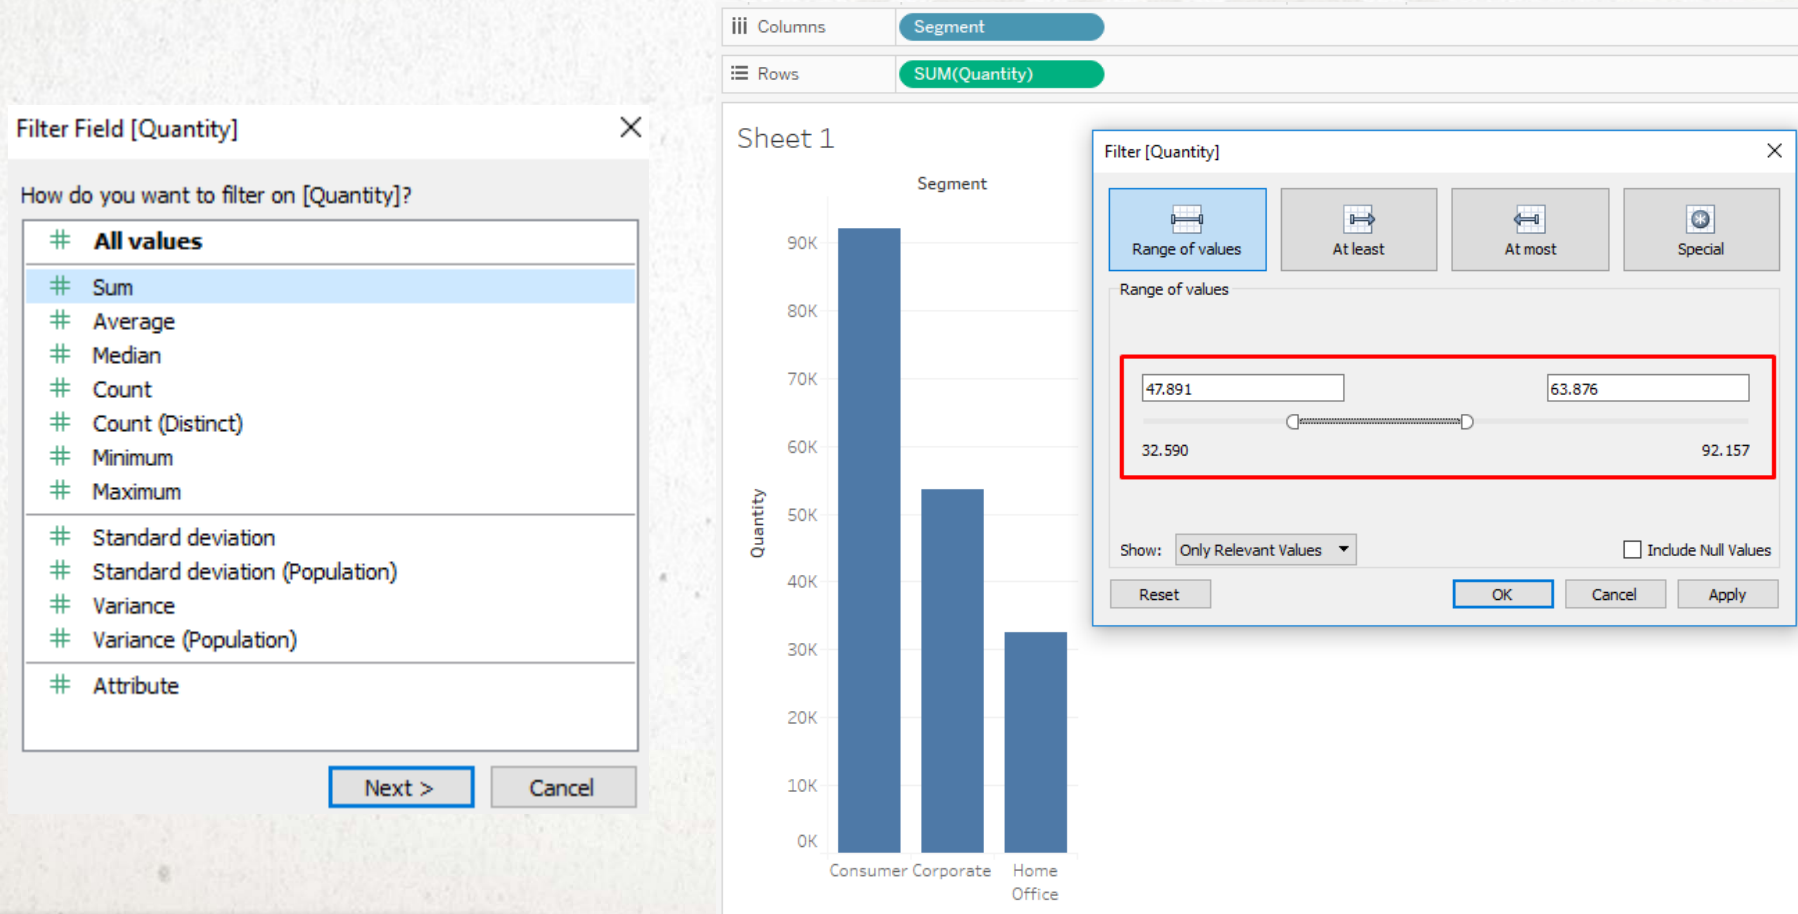 Filter Field [Quantity]
How do you want to filter on [Quantity]?
All values
Sum
Average
Median
Count
Count (Distinct)
Minimum
Maximum
Standard deviation
Standard deviation (Population)
Variance
Variance (Population)
Attribute
Next >
Cancel
Columns
Segment
Rows
SUM(Quantity)
Sheet 1
Segment
Quantity
90K
80K
70K
60K
50K
40K
30K
20K
10K
0K
Consumer
Corporate
Home
Office
Filter [Quantity]
Range of values
At least
At most
Special
Range of values
47.891
63.876
32.590
92.157
Show:
Only Relevant Values
Include Null Values
Reset
OK
Cancel
Apply